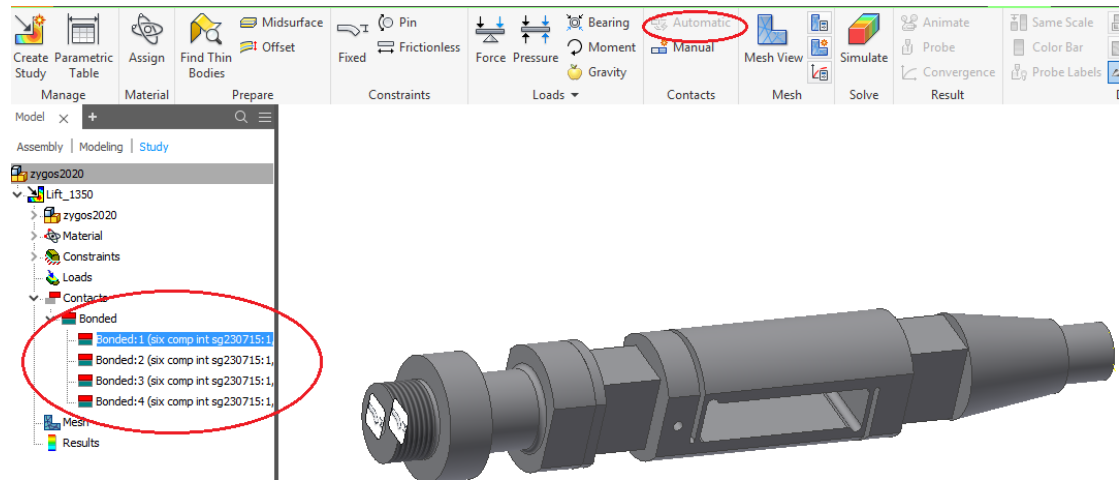 Create Study
Parametric Table
Manage
Assign
Material
Find Thin Bodies
Midsurface
Offset
Prepare
Fixed
Pin
Frictionless
Constraints
Force
Pressure
Bearing
Moment
Gravity
Loads
Automatic
Manual
Contacts
Mesh View
Mesh
Simulate
Solve
Animate
Probe
Convergence
Result
Same Scale
Color Bar
Probe Labels
Model × +
Assembly | Modeling | Study
zygos2020
Lift_1350
zygos2020
Material
Constraints
Loads
Contacts
Bonded
Bonded:1 (six comp int sg230715:1,
Bonded:2 (six comp int sg230715:1,
Bonded:3 (six comp int sg230715:1,
Bonded:4 (six comp int sg230715:1,
Mesh
Results